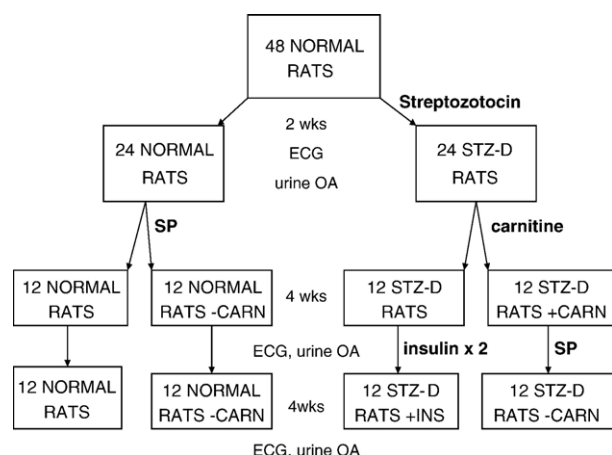 48 NORMAL
RATS
Streptozotocin
2 wks
24 NORMAL
RATS
ECG
24 STZ-D
RATS
urine OA
SP
carnitine
12 NORMAL
RATS
12 NORMAL
RATS -CARN
4 wks
12 STZ-D
RATS
12 STZ-D
RATS +CARN
ECG, urine OA
insulin x 2
SP
12 NORMAL
RATS
12 NORMAL
RATS -CARN
4wks
12 STZ-D
RATS +INS
12 STZ-D
RATS -CARN
ECG, urine OA